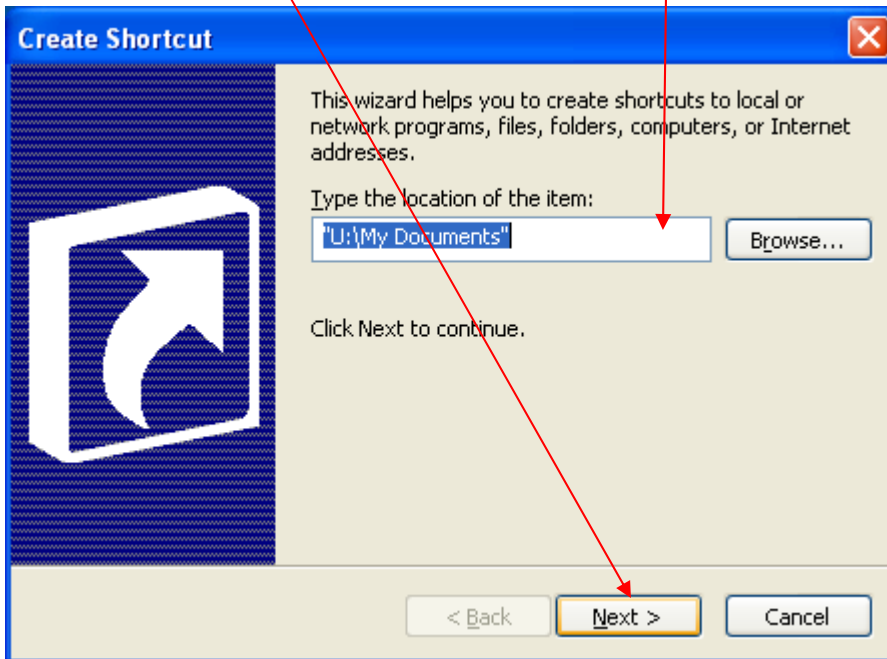 Create Shortcut
This wizard helps you to create shortcuts to local or
network programs, files, folders, computers, or Internet
addresses.
Type the location of the item:
"U:\My Documents"
Browse...
Click Next to continue.
< Back
Next >
Cancel